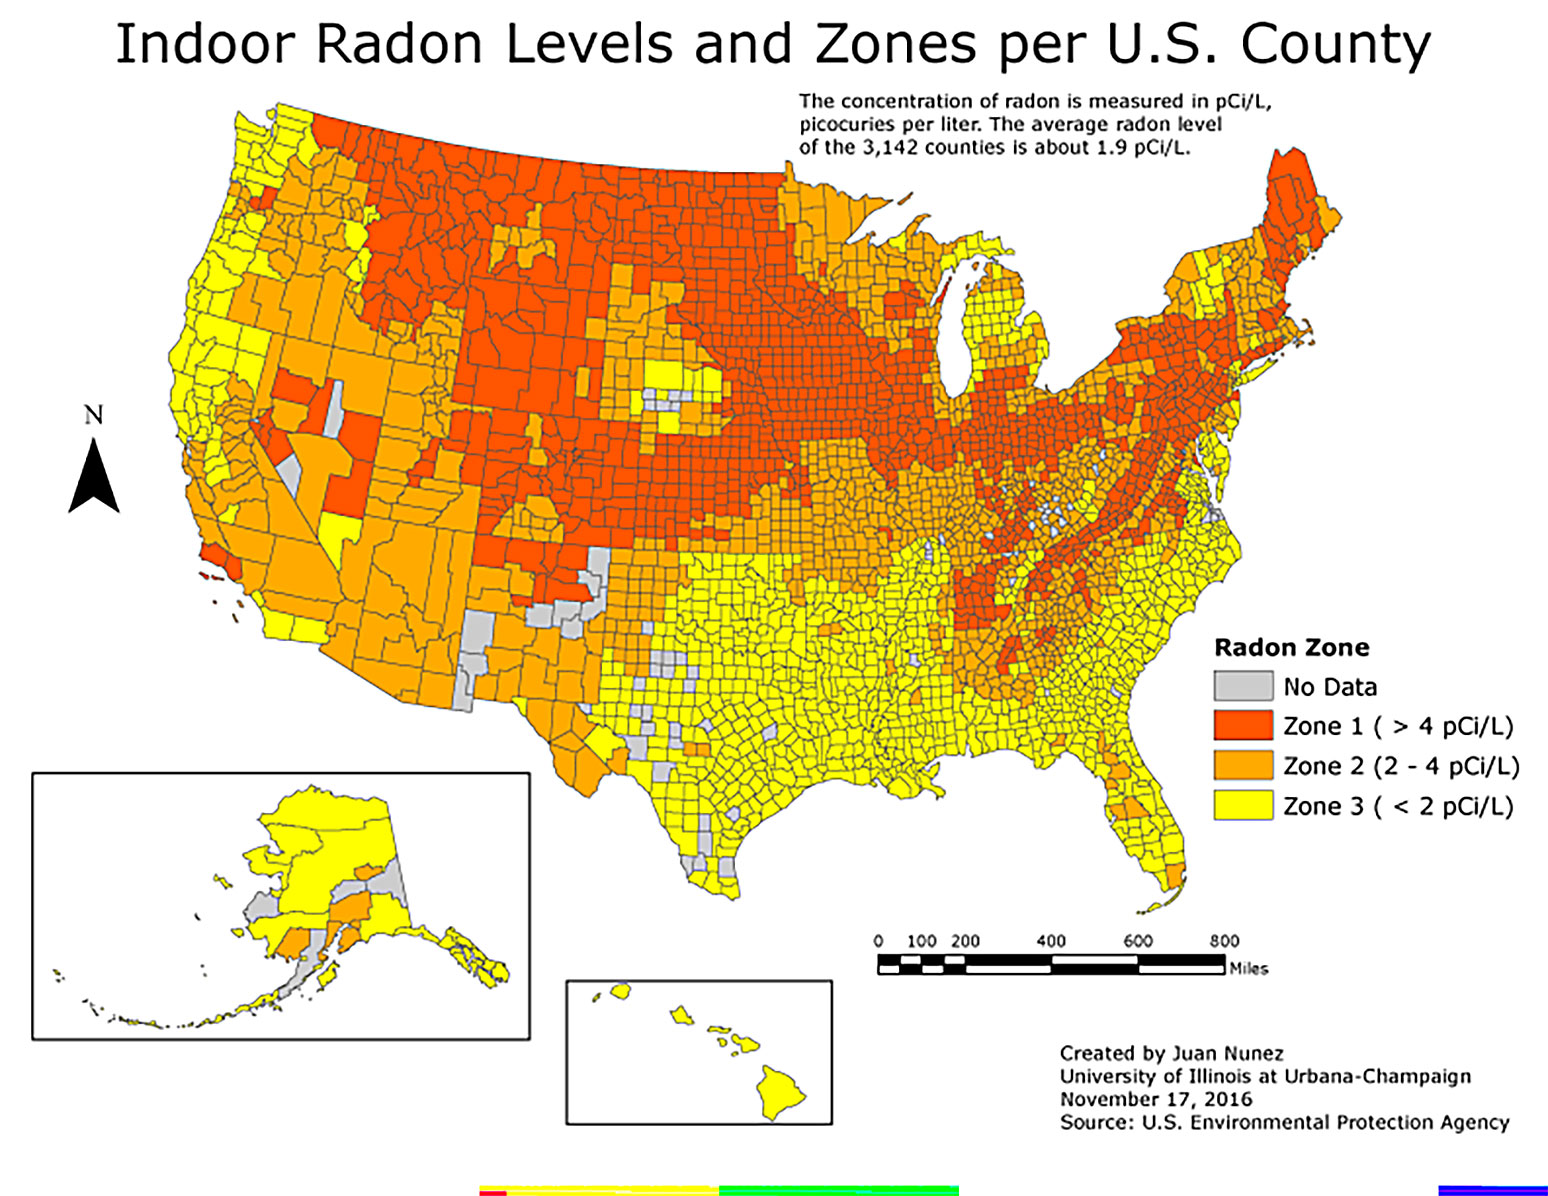 Indoor Radon Levels and Zones per U.S. County
The concentration of radon is measured in pCi/L,
picocuries per liter. The average radon level
of the 3,142 counties is about 1.9 pCi/L.
N
Radon Zone
No Data
Zone 1 ( > 4 pCi/L)
Zone 2 (2 - 4 pCi/L)
Zone 3 ( < 2 pCi/L)
0 100 200 400 600 800
Miles
Created by Juan Nunez
University of Illinois at Urbana-Champaign
November 17, 2016
Source: U.S. Environmental Protection Agency